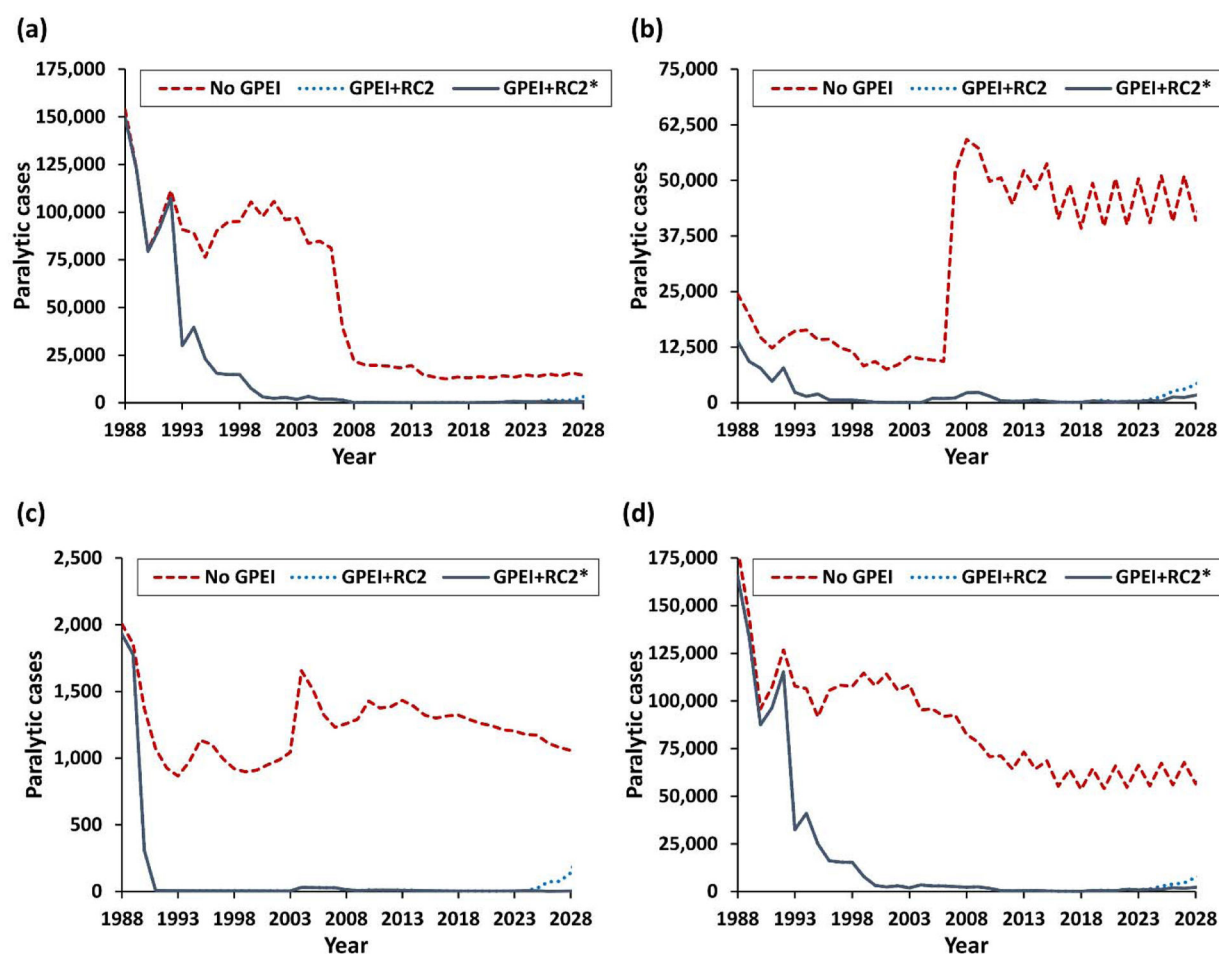 (a)
175,000
150,000
125,000
100,000
75,000
50,000
25,000
0
Paralytic cases
No GPEI GPEI+RC2 GPEI+RC2*
1988 1993 1998 2003 2008 2013 2018 2023 2028
Year
(b)
75,000
62,500
50,000
37,500
25,000
12,500
0
Paralytic cases
No GPEI GPEI+RC2 GPEI+RC2*
1988 1993 1998 2003 2008 2013 2018 2023 2028
Year
(c)
2,500
2,000
1,500
1,000
500
0
Paralytic cases
No GPEI GPEI+RC2 GPEI+RC2*
1988 1993 1998 2003 2008 2013 2018 2023 2028
Year
(d)
175,000
150,000
125,000
100,000
75,000
50,000
25,000
0
Paralytic cases
No GPEI GPEI+RC2 GPEI+RC2*
1988 1993 1998 2003 2008 2013 2018 2023 2028
Year